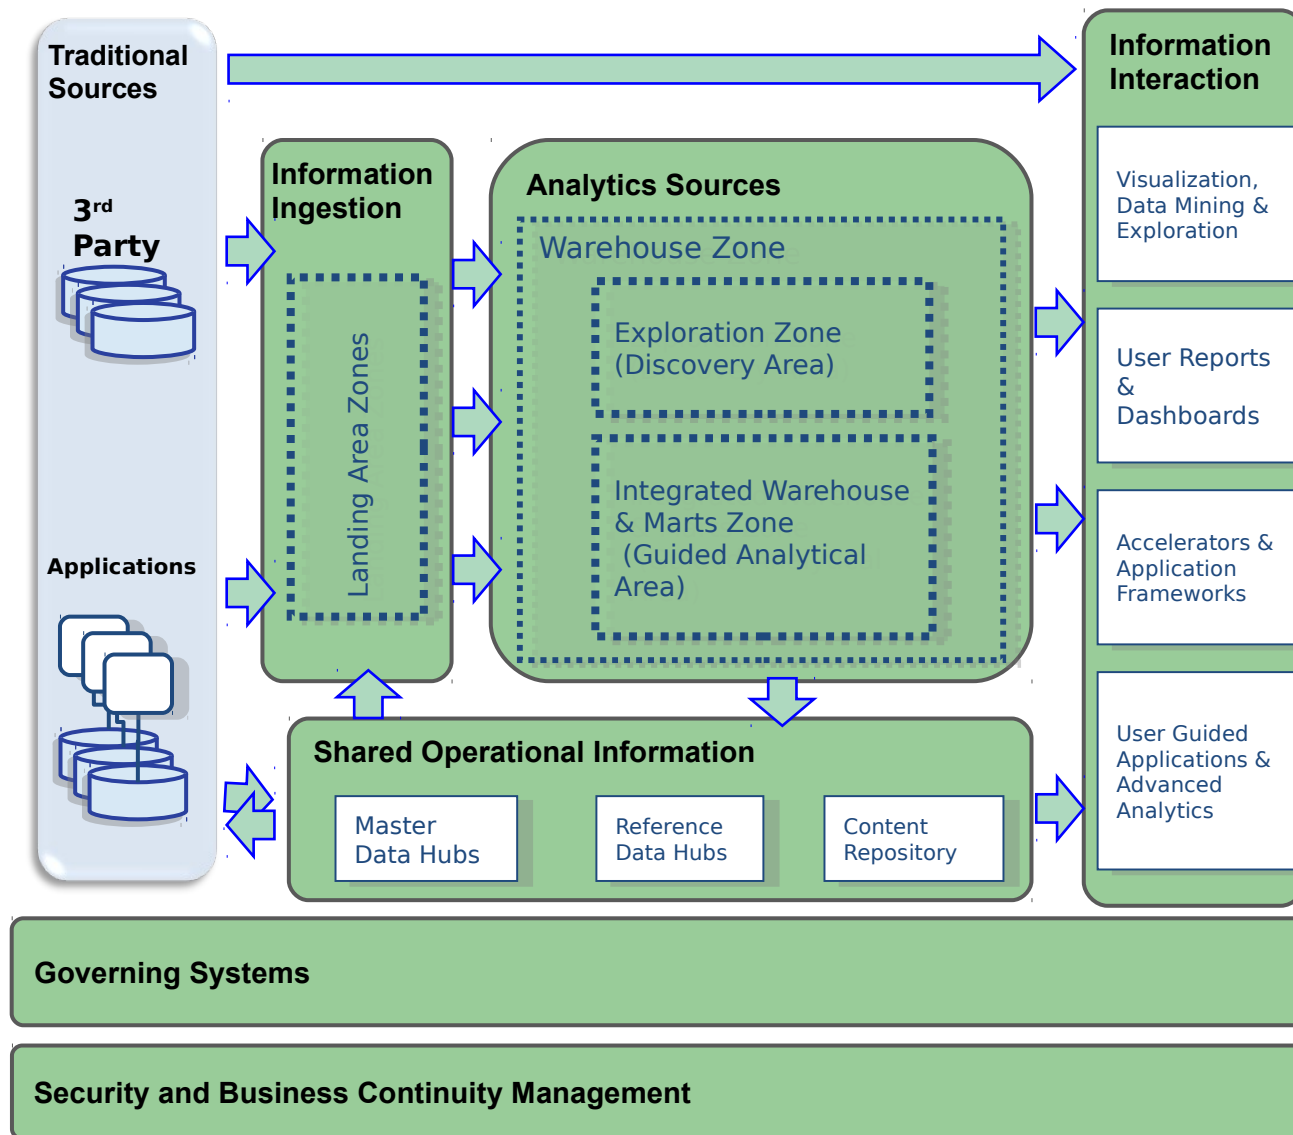 Traditional
Sources
3rd
Party
Applications
Information
Ingestion
Landing Area Zones
Analytics Sources
Warehouse Zone
Exploration Zone
(Discovery Area)
Integrated Warehouse
& Marts Zone
(Guided Analytical
Area)
Shared Operational Information
Master
Data Hubs
Reference
Data Hubs
Content
Repository
Information
Interaction
Visualization,
Data Mining &
Exploration
User Reports
&
Dashboards
Accelerators &
Application
Frameworks
User Guided
Applications &
Advanced
Analytics
Governing Systems
Security and Business Continuity Management